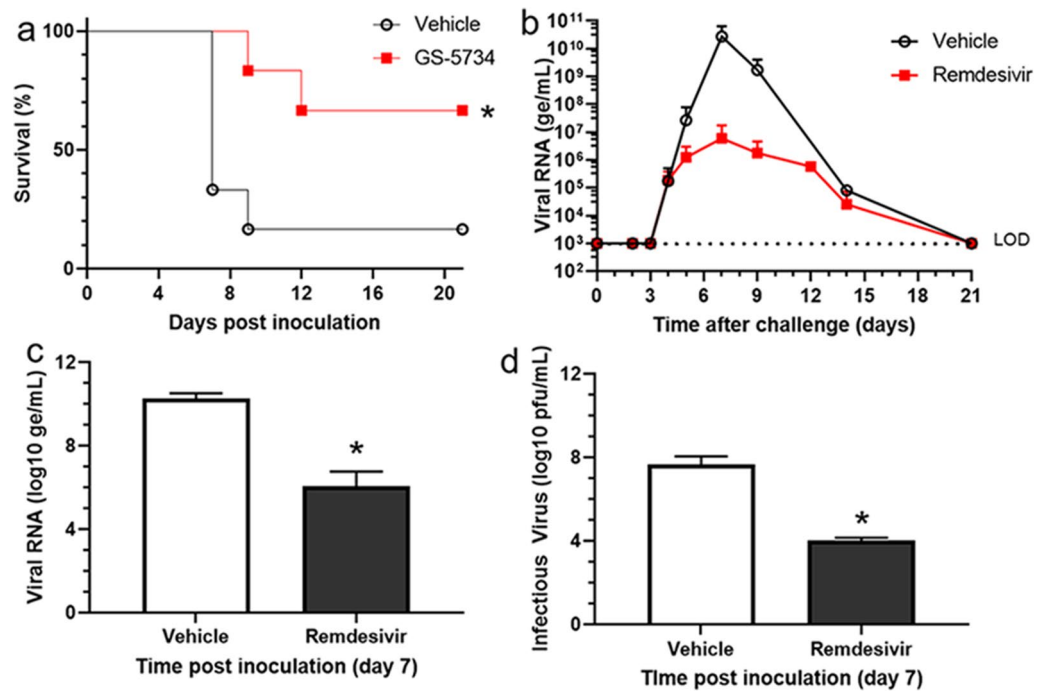 a
Survival (%)
100
50
0
0 4 8 12 16 20
Days post inoculation
Vehicle
GS-5734
*
b
Viral RNA (ge/mL)
10¹¹
10¹⁰
10⁹
10⁸
10⁷
10⁶
10⁵
10⁴
10³
10²
0 3 6 9 12 15 18 21
Time after challenge (days)
Vehicle
Remdesivir
LOD
c
Viral RNA (log10 ge/mL)
12
8
4
0
*
Vehicle Remdesivir
Time post inoculation (day 7)
d
Infectious Virus (log10 pfu/mL)
12
8
4
0
*
Vehicle Remdesivir
TIme post inoculation (day 7)